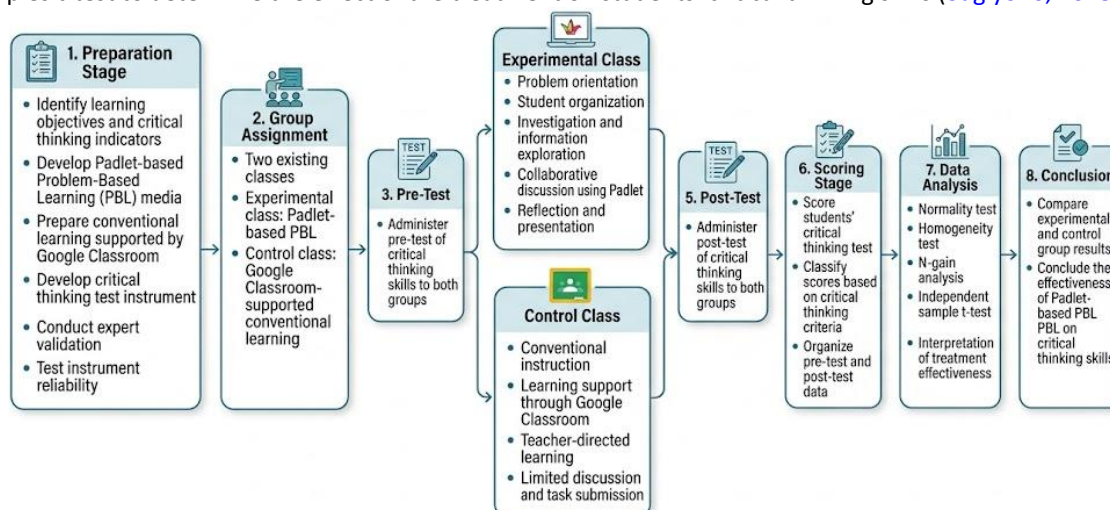 1. Preparation
Stage
• Identify learning
objectives and critical
thinking indicators
• Develop Padlet-based
Problem-Based
Learning (PBL) media
• Prepare conventional
learning supported by
Google Classroom
• Develop critical
thinking test instrument
• Conduct expert
validation
• Test instrument
reliability
2. Group
Assignment
• Two existing
classes
• Experimental
class: Padlet-
based PBL
• Control class:
Google
Classroom-
supported
conventional
learning
TEST
3. Pre-Test
• Administer
pre-test of
critical
thinking
skills to both
groups
Experimental Class
• Problem orientation
• Student organization
• Investigation and
information
exploration
• Collaborative
discussion using Padlet
• Reflection and
presentation
Control Class
• Conventional
instruction
• Learning support
through Google
Classroom
• Teacher-directed
learning
• Limited discussion
and task submission
TEST
5. Post-Test
• Administer
post-test
of critical
thinking
skills to both
groups
6. Scoring
Stage
• Score
students'
critical
thinking test
• Classify
scores based
on critical
thinking
criteria
• Organize
pre-test and
post-test
data
7. Data
Analysis
• Normality test
• Homogeneity
test
• N-gain
analysis
• Independent
sample t-test
• Interpretation
of treatment
effectiveness
8. Conclusion
• Compare
experimental
and control
group results
• Conclude the
effectiveness
of Padlet-
based PBL
PBL on
critical
thinking skills